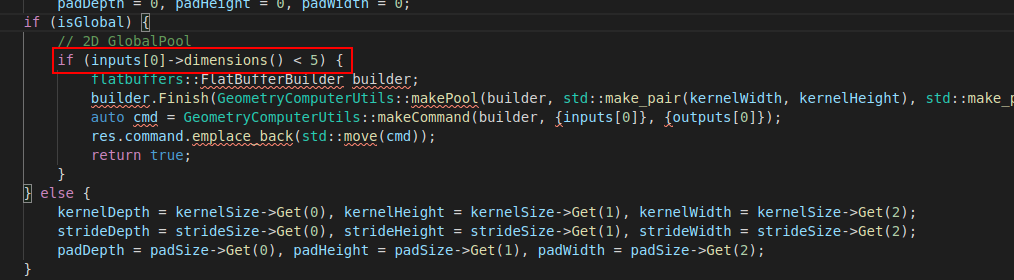 padDepth = 0, padHeight = 0, padWidth = 0;
if (isGlobal) {
// 2D GlobalPool
if (inputs[0]->dimensions() < 5) {
flatbuffers::FlatBufferBuilder builder;
builder.Finish(GeometryComputerUtils::makePool(builder, std::make_pair(kernelWidth, kernelHeight), std::make_p
auto cmd = GeometryComputerUtils::makeCommand(builder, {inputs[0]}, {outputs[0]});
res.command.emplace_back(std::move(cmd));
return true;
}
} else {
kernelDepth = kernelSize->Get(0), kernelHeight = kernelSize->Get(1), kernelWidth = kernelSize->Get(2);
strideDepth = strideSize->Get(0), strideHeight = strideSize->Get(1), strideWidth = strideSize->Get(2);
padDepth = padSize->Get(0), padHeight = padSize->Get(1), padWidth = padSize->Get(2);
}